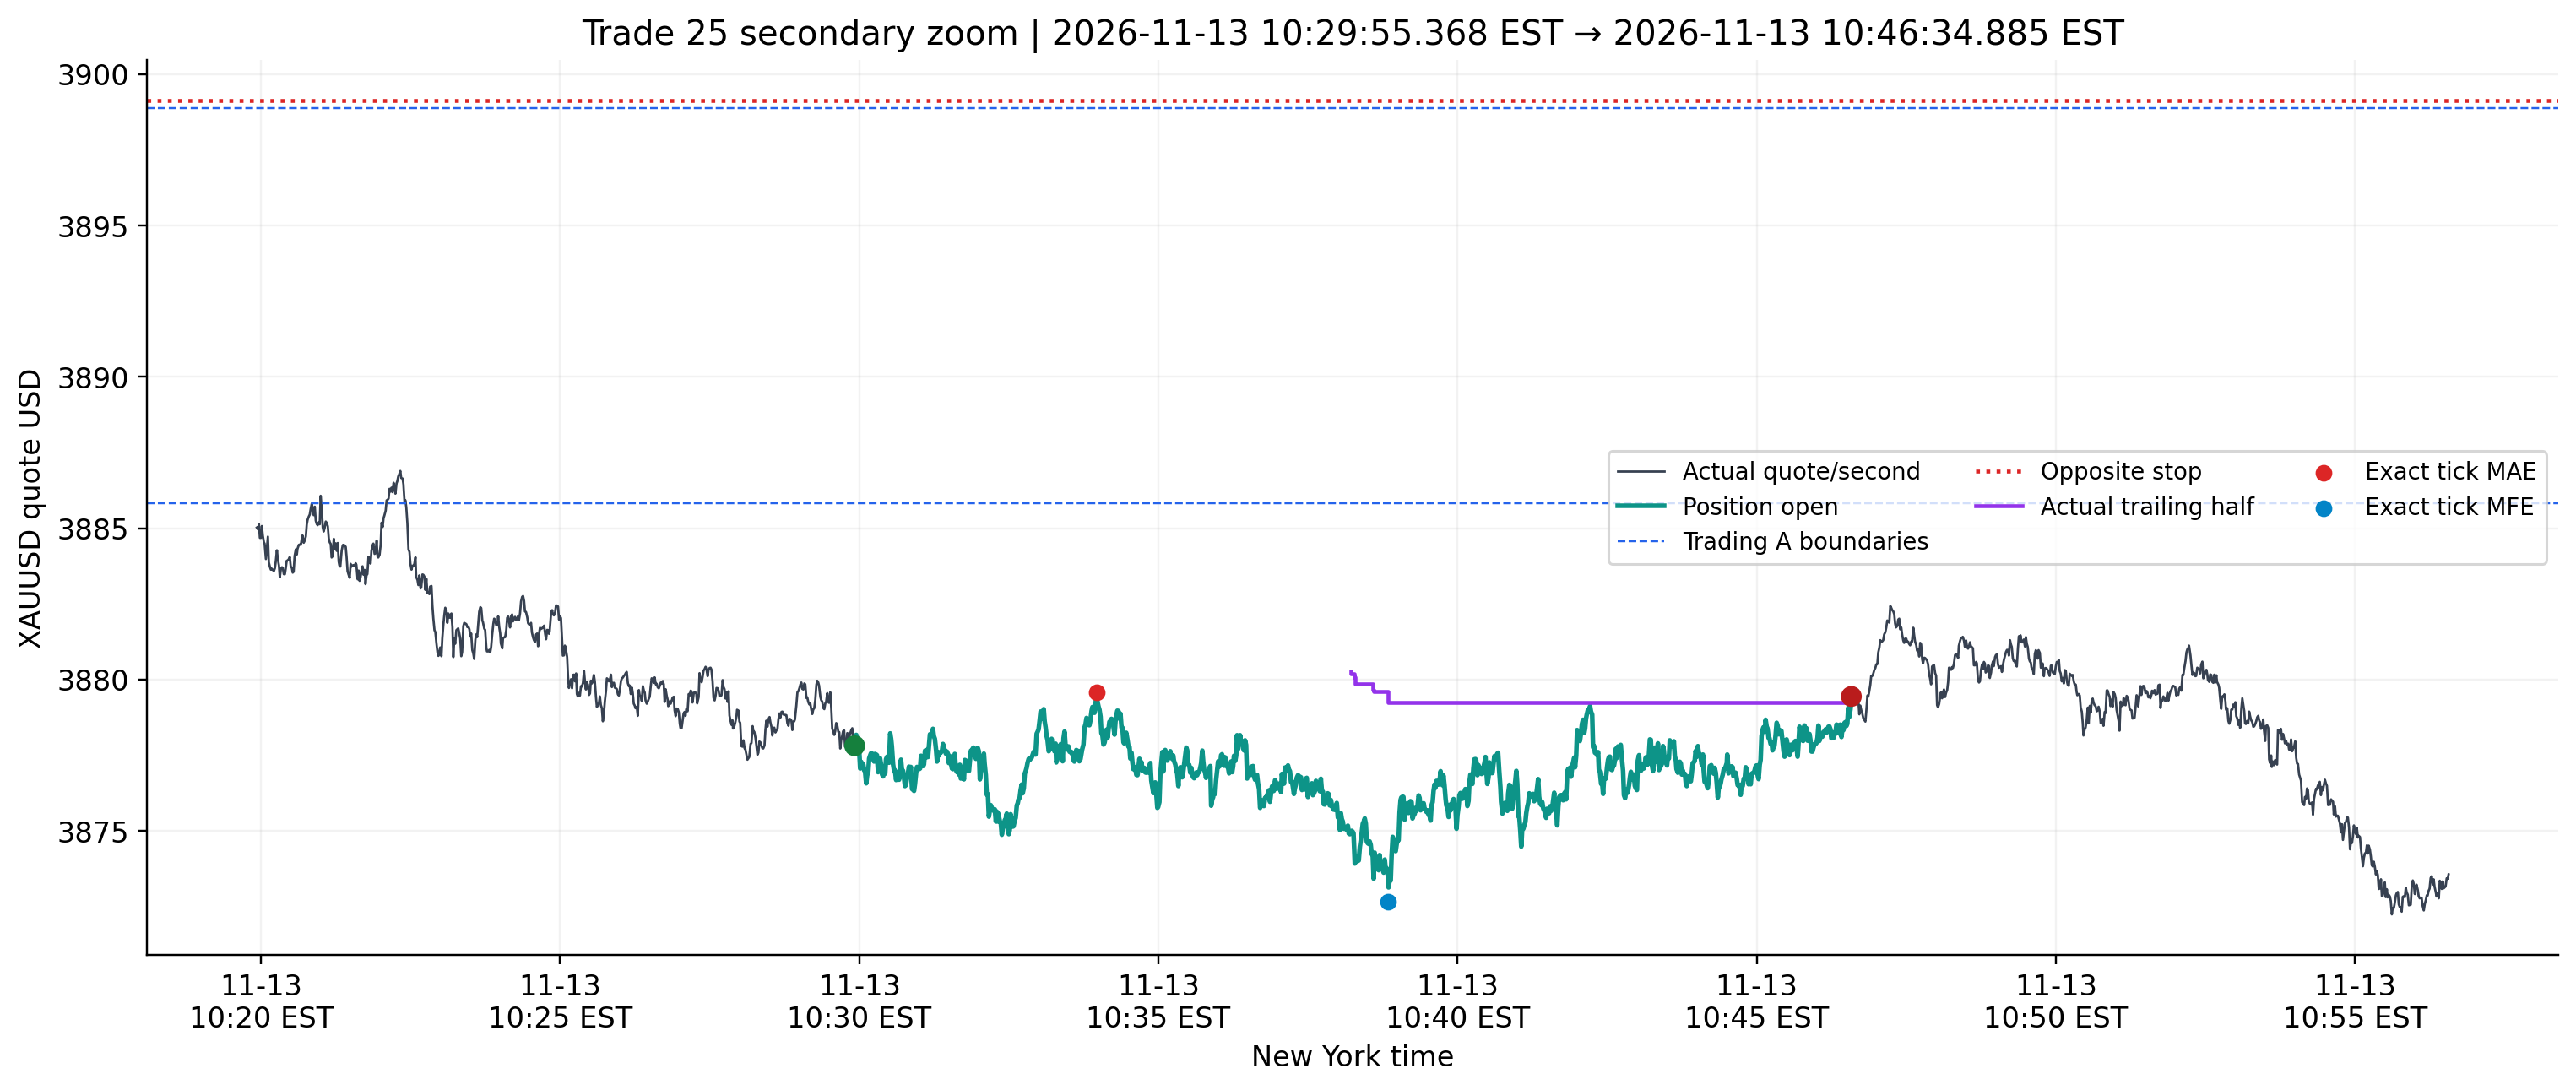 Trade 25 secondary zoom | 2026-11-13 10:29:55.368 EST → 2026-11-13 10:46:34.885 EST
3900
3895
3890
3885
3880
3875
XAUUSD quote USD
Actual quote/second
Position open
Trading A boundaries
Opposite stop
Actual trailing half
Exact tick MAE
Exact tick MFE
11-13
10:20 EST
11-13
10:25 EST
11-13
10:30 EST
11-13
10:35 EST
11-13
10:40 EST
11-13
10:45 EST
11-13
10:50 EST
11-13
10:55 EST
New York time